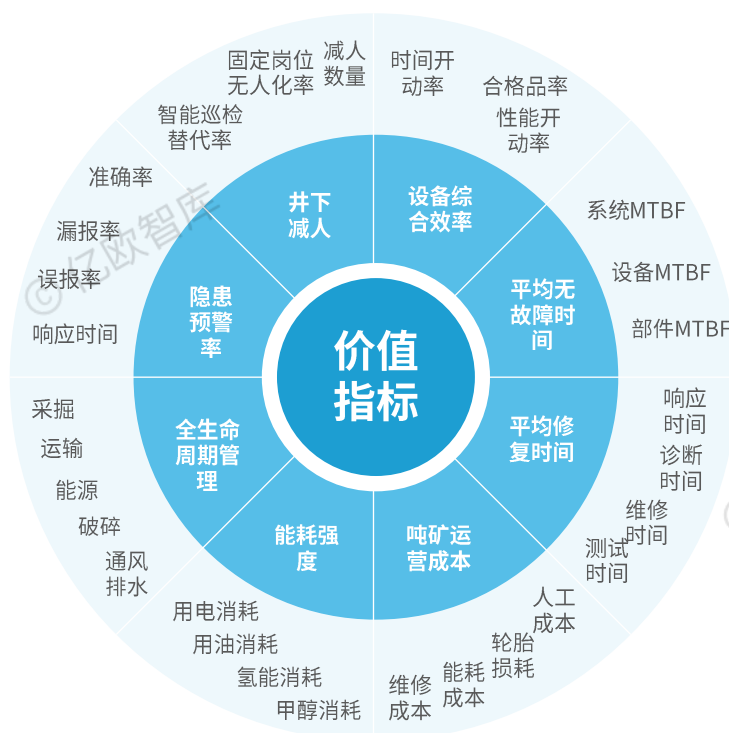 减人
数量
固定岗位
无人化率
智能巡检
替代率
时间开
动率
合格品率
性能开
动率
准确率
漏报率
误报率
响应时间
井下
减人
设备综
合效率
系统MTBF
设备MTBF
部件MTBF
隐患
预警
率
平均无
故障时
间
价值
指标
采掘
运输
能源
破碎
通风
排水
全生命
周期管
理
平均修
复时间
响应
时间
诊断
时间
维修
时间
测试
时间
能耗强
度
吨矿运
营成本
用电消耗
用油消耗
氢能消耗
甲醇消耗
维修
成本
能耗
成本
轮胎
损耗
人工
成本
©亿欧智库